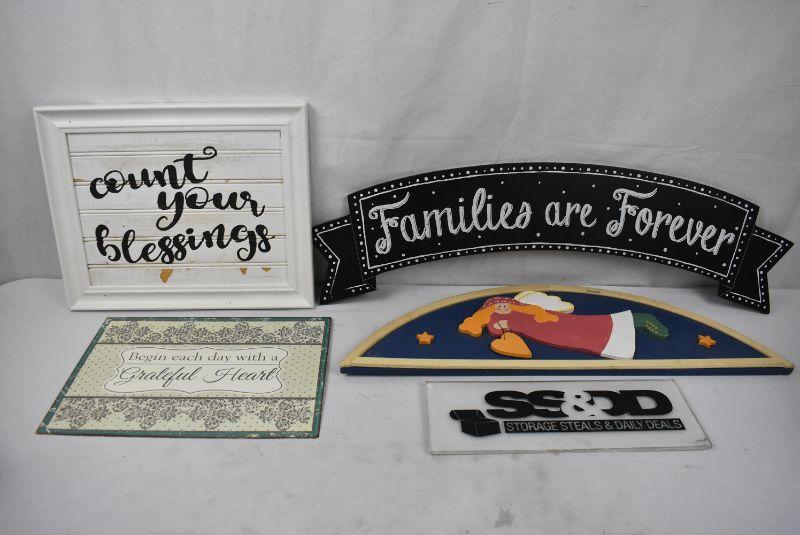 count
your
blessings
Families are Forever
Begin each day with a
Grateful Heart
SS&DD
STORAGE STEALS & DAILY DEALS